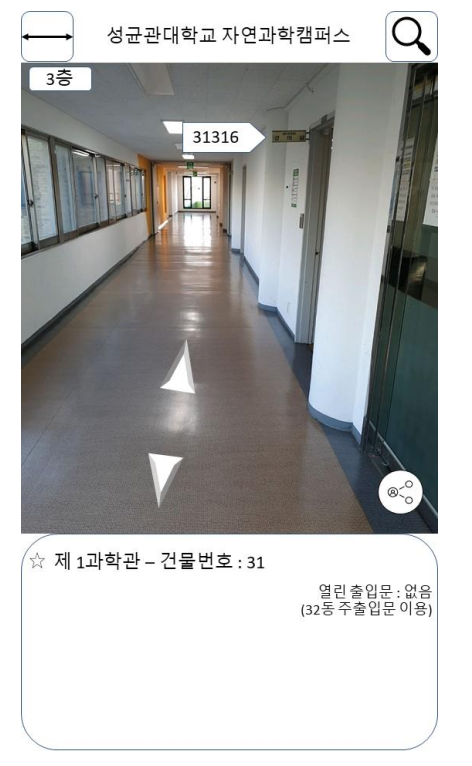 성균관대학교 자연과학캠퍼스
3층
31316
☆ 제 1과학관 – 건물번호 : 31
열린 출입문 : 없음
(32동 주출입문 이용)